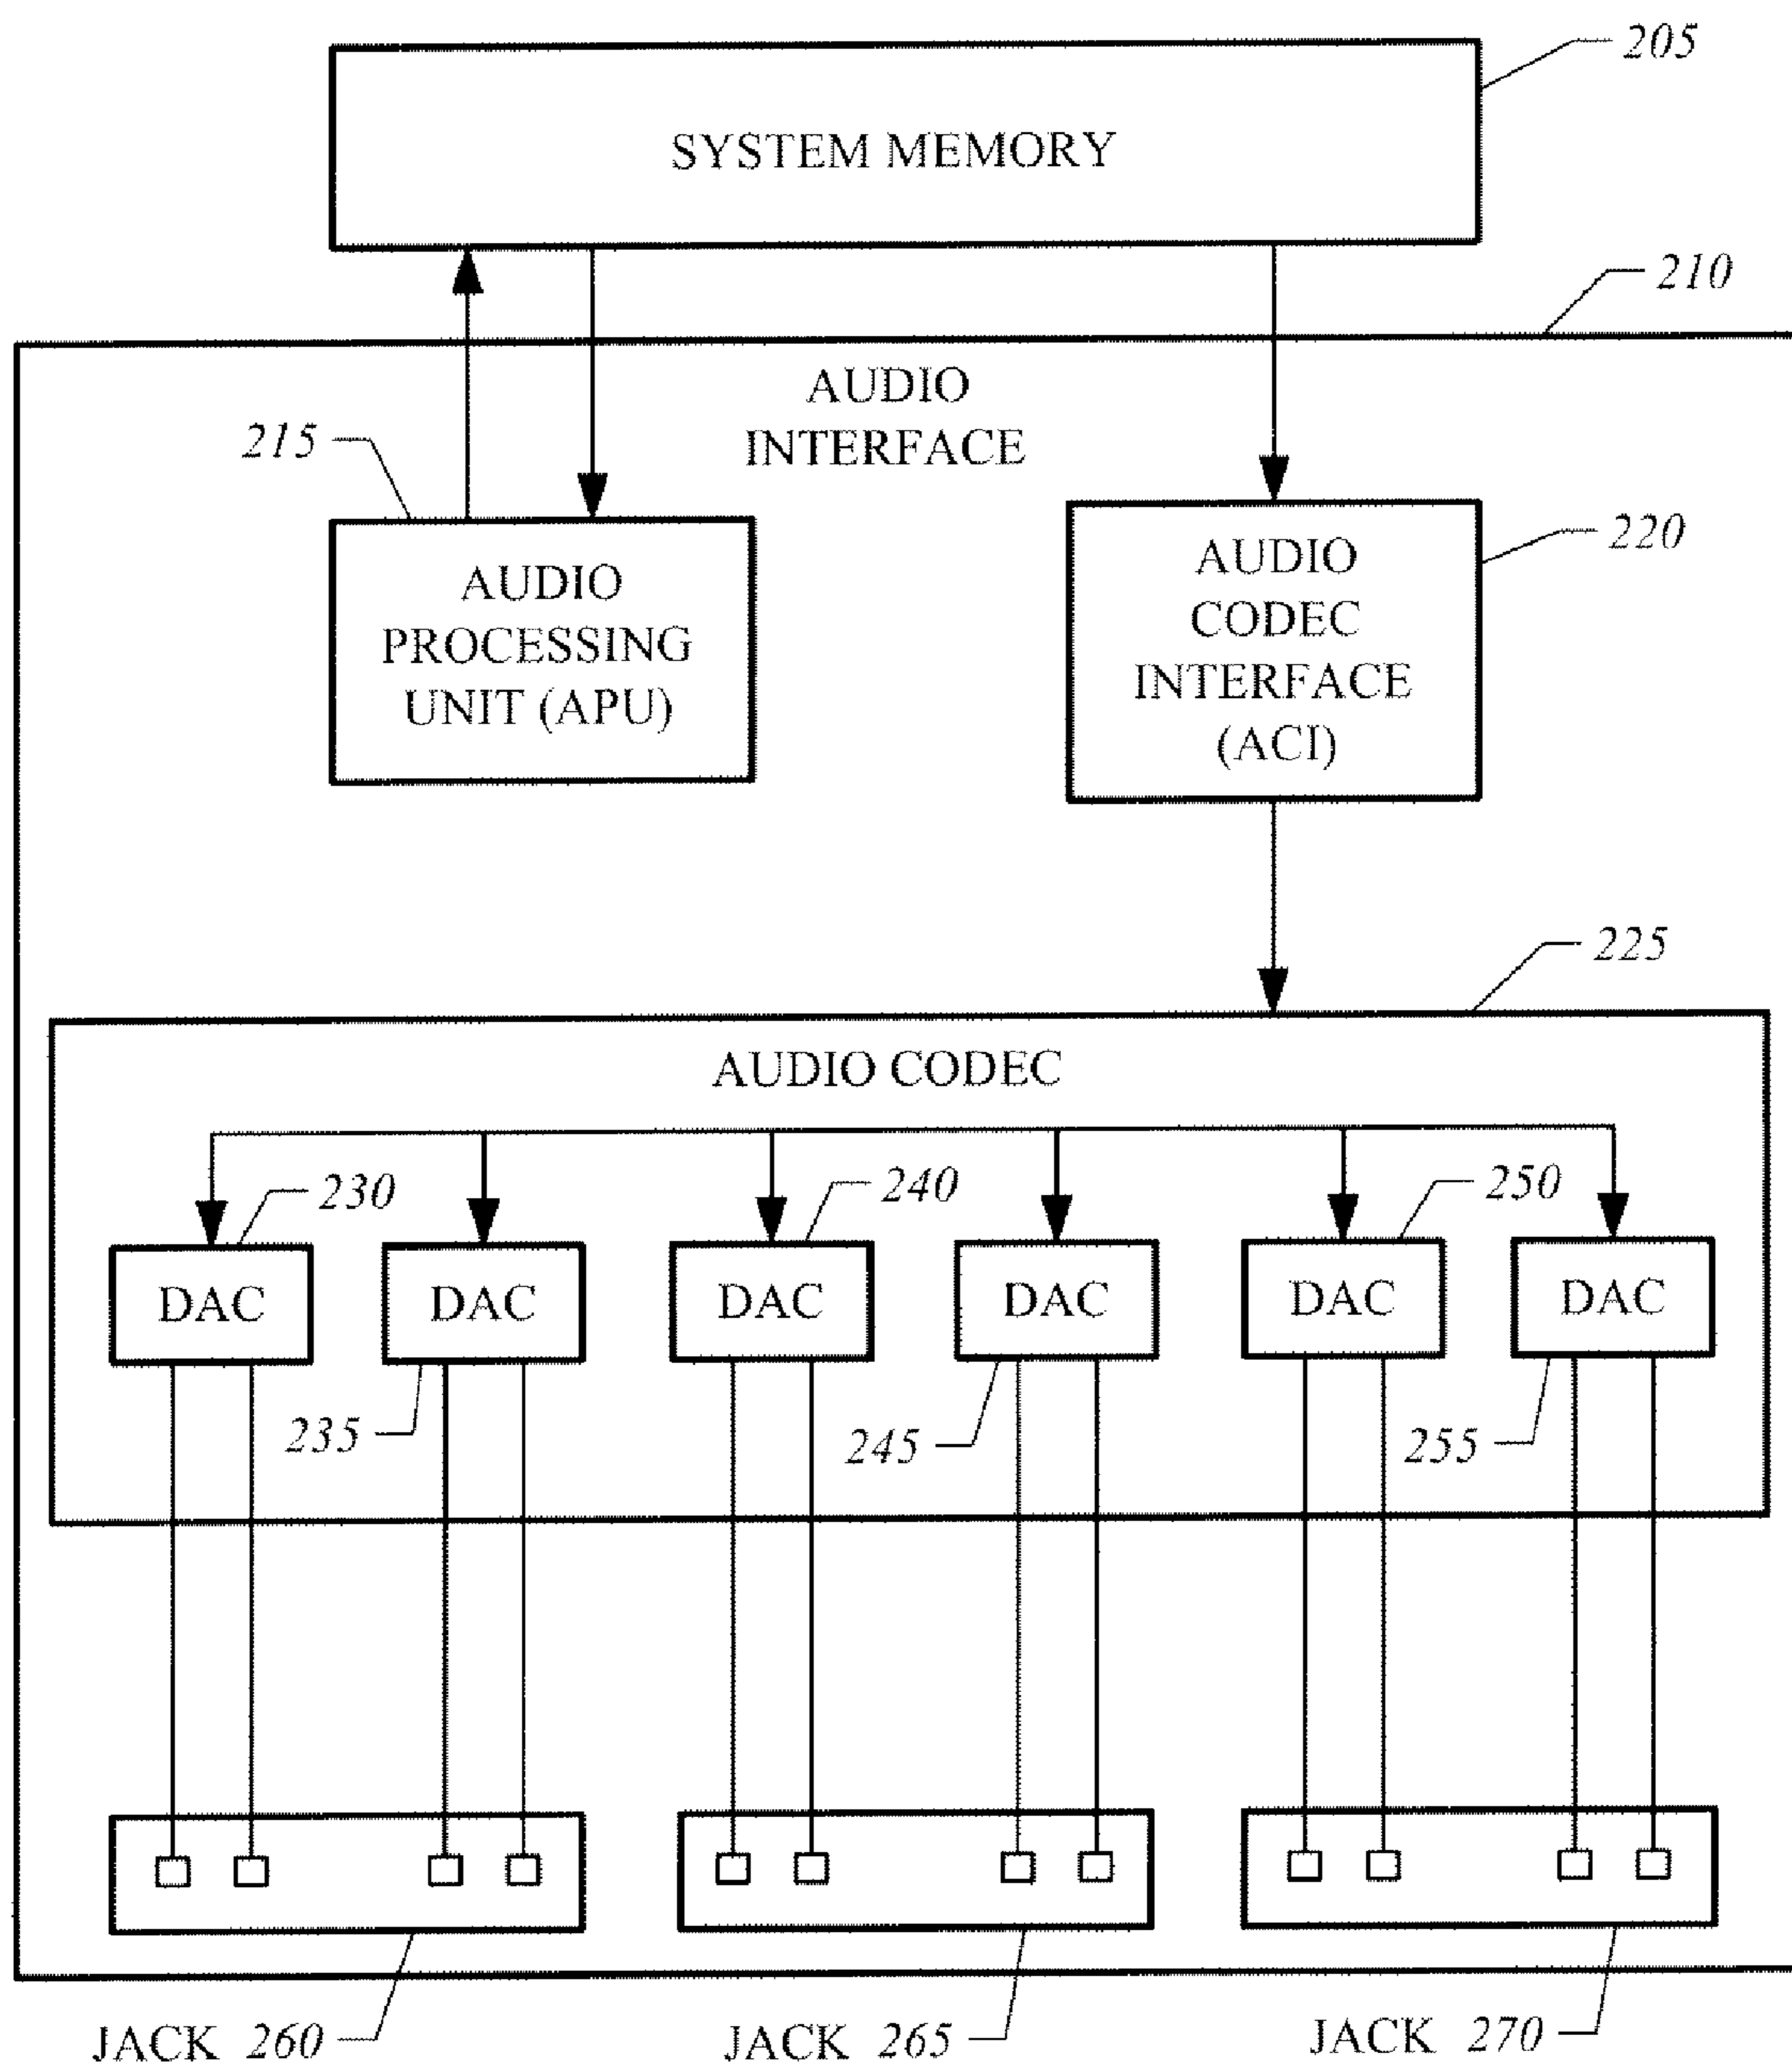 205
SYSTEM MEMORY
210
AUDIO
INTERFACE
215
AUDIO
PROCESSING
UNIT (APU)
220
AUDIO
CODEC
INTERFACE
(ACI)
225
AUDIO CODEC
230
240
250
DAC
DAC
DAC
DAC
DAC
DAC
235
245
255
JACK 260
JACK 265
JACK 270